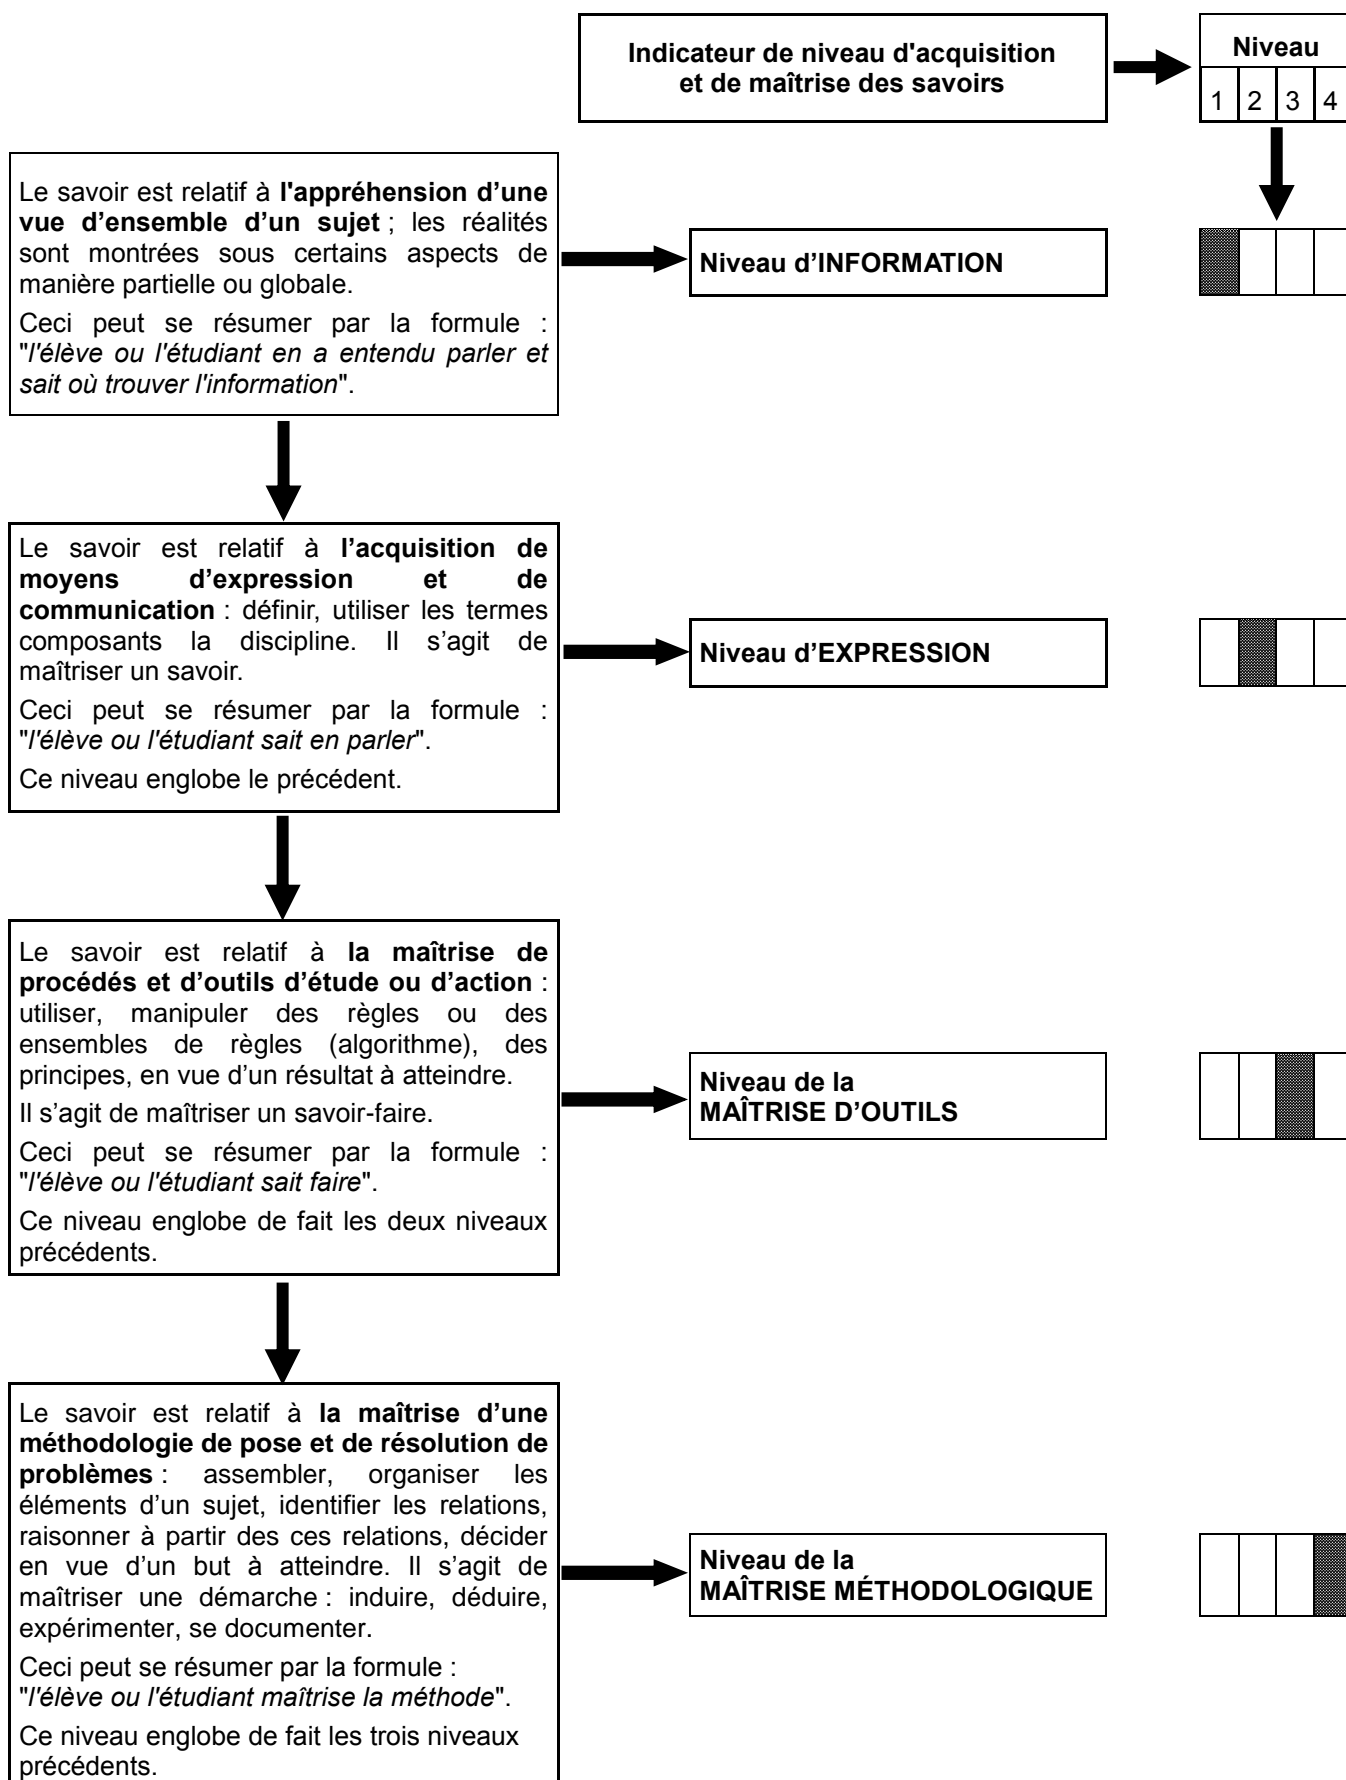 Indicateur de niveau d'acquisition
et de maîtrise des savoirs
Niveau
1 2 3 4
Le savoir est relatif à l'appréhension d’une
vue d’ensemble d’un sujet ; les réalités
sont montrées sous certains aspects de
manière partielle ou globale.
Ceci peut se résumer par la formule :
"l'élève ou l'étudiant en a entendu parler et
sait où trouver l'information".
Niveau d’INFORMATION
Le savoir est relatif à l’acquisition de
moyens d’expression et de
communication : définir, utiliser les termes
composants la discipline. Il s’agit de
maîtriser un savoir.
Ceci peut se résumer par la formule :
"l'élève ou l'étudiant sait en parler".
Ce niveau englobe le précédent.
Niveau d’EXPRESSION
Le savoir est relatif à la maîtrise de
procédés et d’outils d’étude ou d’action :
utiliser, manipuler des règles ou des
ensembles de règles (algorithme), des
principes, en vue d’un résultat à atteindre.
Il s’agit de maîtriser un savoir-faire.
Ceci peut se résumer par la formule :
"l'élève ou l'étudiant sait faire".
Ce niveau englobe de fait les deux niveaux
précédents.
Niveau de la
MAÎTRISE D’OUTILS
Le savoir est relatif à la maîtrise d’une
méthodologie de pose et de résolution de
problèmes : assembler, organiser les
éléments d’un sujet, identifier les relations,
raisonner à partir des ces relations, décider
en vue d’un but à atteindre. Il s’agit de
maîtriser une démarche : induire, déduire,
expérimenter, se documenter.
Ceci peut se résumer par la formule :
"l'élève ou l'étudiant maîtrise la méthode".
Ce niveau englobe de fait les trois niveaux
précédents.
Niveau de la
MAÎTRISE MÉTHODOLOGIQUE